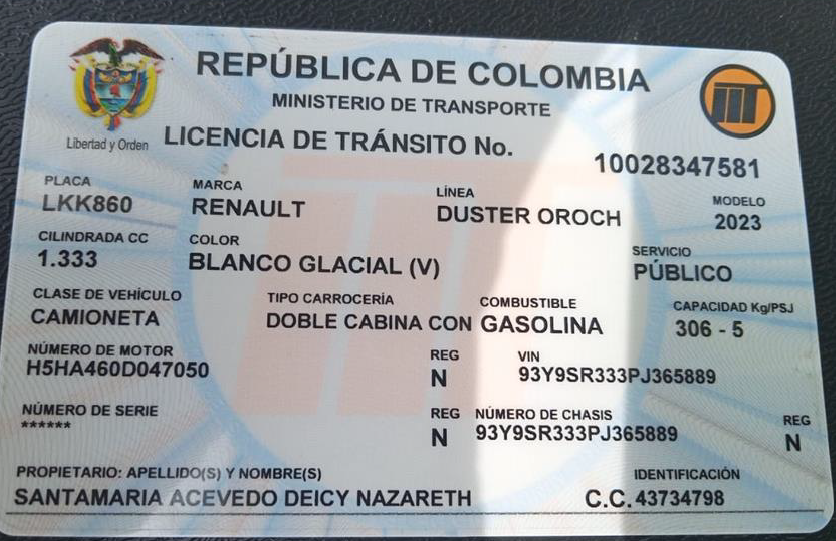 REPÚBLICA DE COLOMBIA
MINISTERIO DE TRANSPORTE
Libertad y Orden
LICENCIA DE TRÁNSITO No.
10028347581
PLACA MARCA LÍNEA MODELO
LKK860 RENAULT DUSTER OROCH 2023
CILINDRADA CC COLOR SERVICIO
1.333 BLANCO GLACIAL (V) PÚBLICO
CLASE DE VEHÍCULO TIPO CARROCERÍA COMBUSTIBLE CAPACIDAD Kg/PSJ
CAMIONETA DOBLE CABINA CON GASOLINA 306 - 5
NÚMERO DE MOTOR REG VIN
H5HA460D047050 N 93Y9SR333PJ365889
NÚMERO DE SERIE REG NÚMERO DE CHASIS REG
****** N 93Y9SR333PJ365889 N
PROPIETARIO: APELLIDO(S) Y NOMBRE(S) IDENTIFICACIÓN
SANTAMARIA ACEVEDO DEICY NAZARETH C.C. 43734798